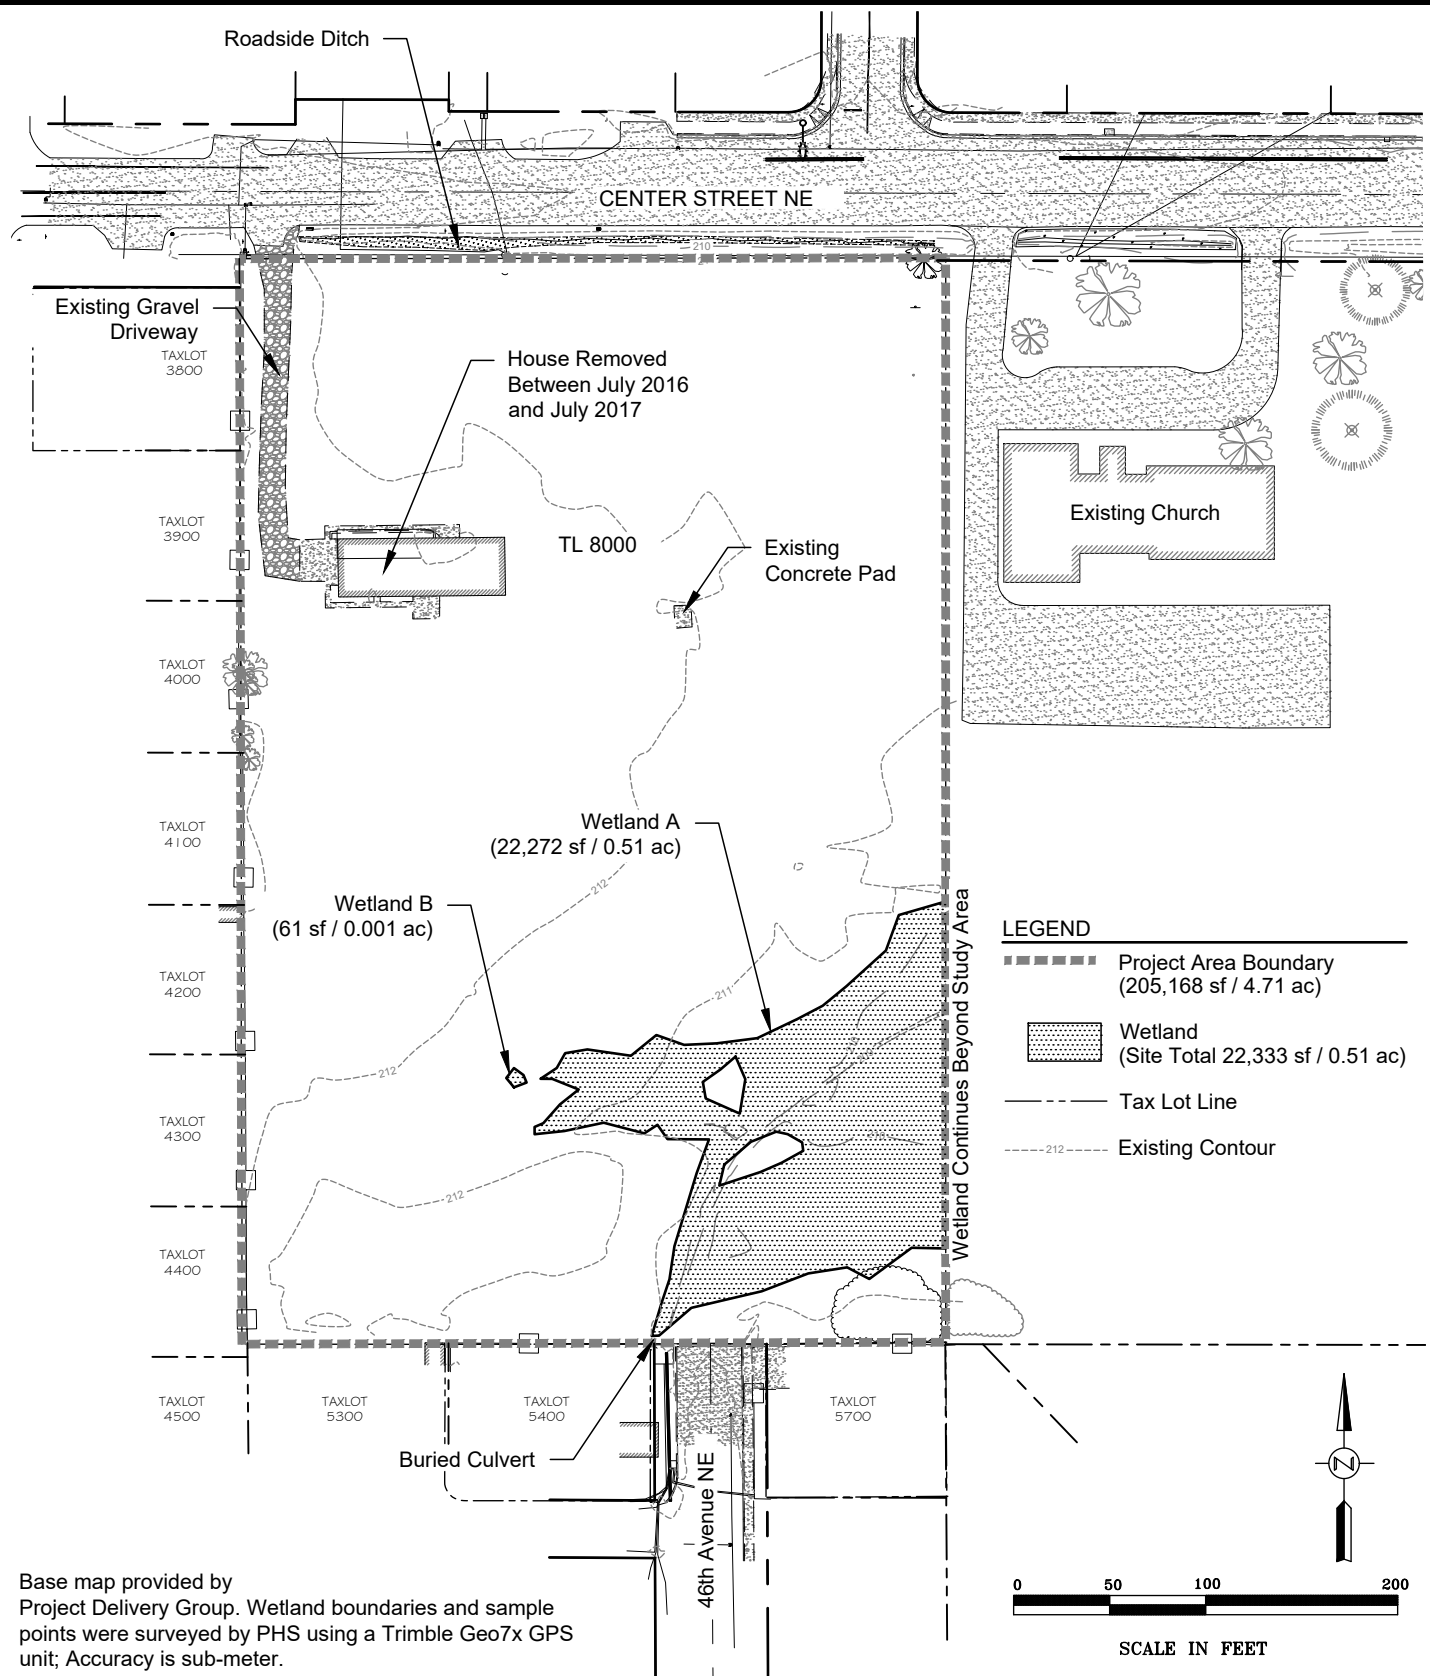 Roadside Ditch
CENTER STREET NE
210
Existing Gravel
Driveway
TAXLOT
3800
House Removed
Between July 2016
and July 2017
TAXLOT
3900
TL 8000
Existing
Concrete Pad
Existing Church
TAXLOT
4000
TAXLOT
4100
Wetland A
(22,272 sf / 0.51 ac)
212
Wetland B
(61 sf / 0.001 ac)
Wetland Continues Beyond Study Area
LEGEND
Project Area Boundary
(205,168 sf / 4.71 ac)
Wetland
(Site Total 22,333 sf / 0.51 ac)
Tax Lot Line
212
Existing Contour
TAXLOT
4200
211
212
TAXLOT
4300
210
212
TAXLOT
4400
TAXLOT
4500
TAXLOT
5300
TAXLOT
5400
TAXLOT
5700
Buried Culvert
46th Avenue NE
N
Base map provided by
Project Delivery Group. Wetland boundaries and sample
points were surveyed by PHS using a Trimble Geo7x GPS
unit; Accuracy is sub-meter.
0 50 100 200
SCALE IN FEET